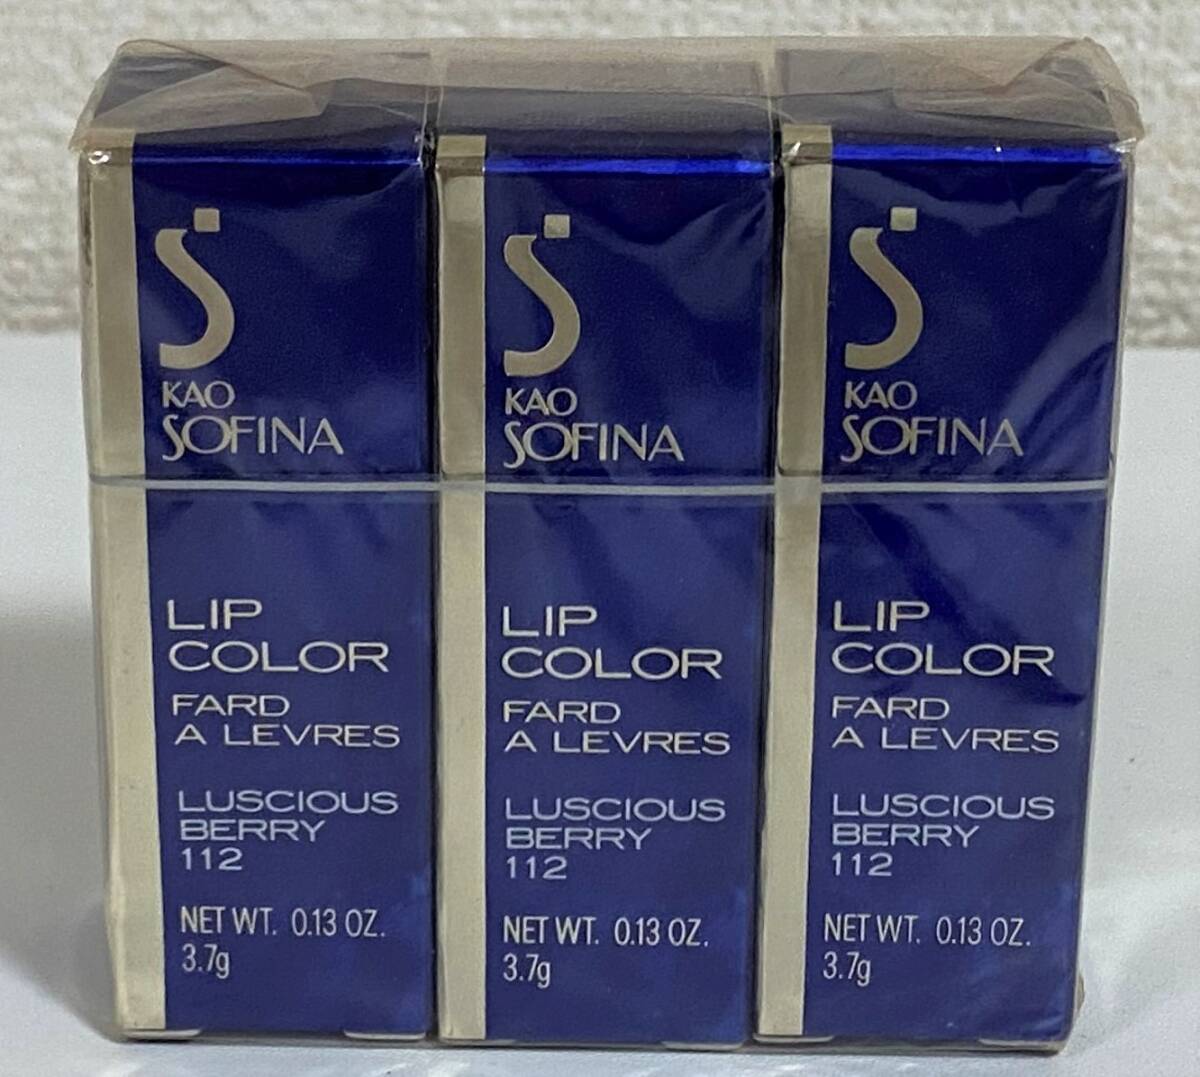 S
KAO
SOFINA
LIP
COLOR
FARD
A LEVRES
LUSCIOUS
BERRY
112
NET WT. 0.13 OZ.
3.7g
S
KAO
SOFINA
LIP
COLOR
FARD
A LEVRES
LUSCIOUS
BERRY
112
NET WT. 0.13 OZ.
3.7g
S
KAO
SOFINA
LIP
COLOR
FARD
A LEVRES
LUSCIOUS
BERRY
112
NET WT. 0.13 OZ.
3.7g